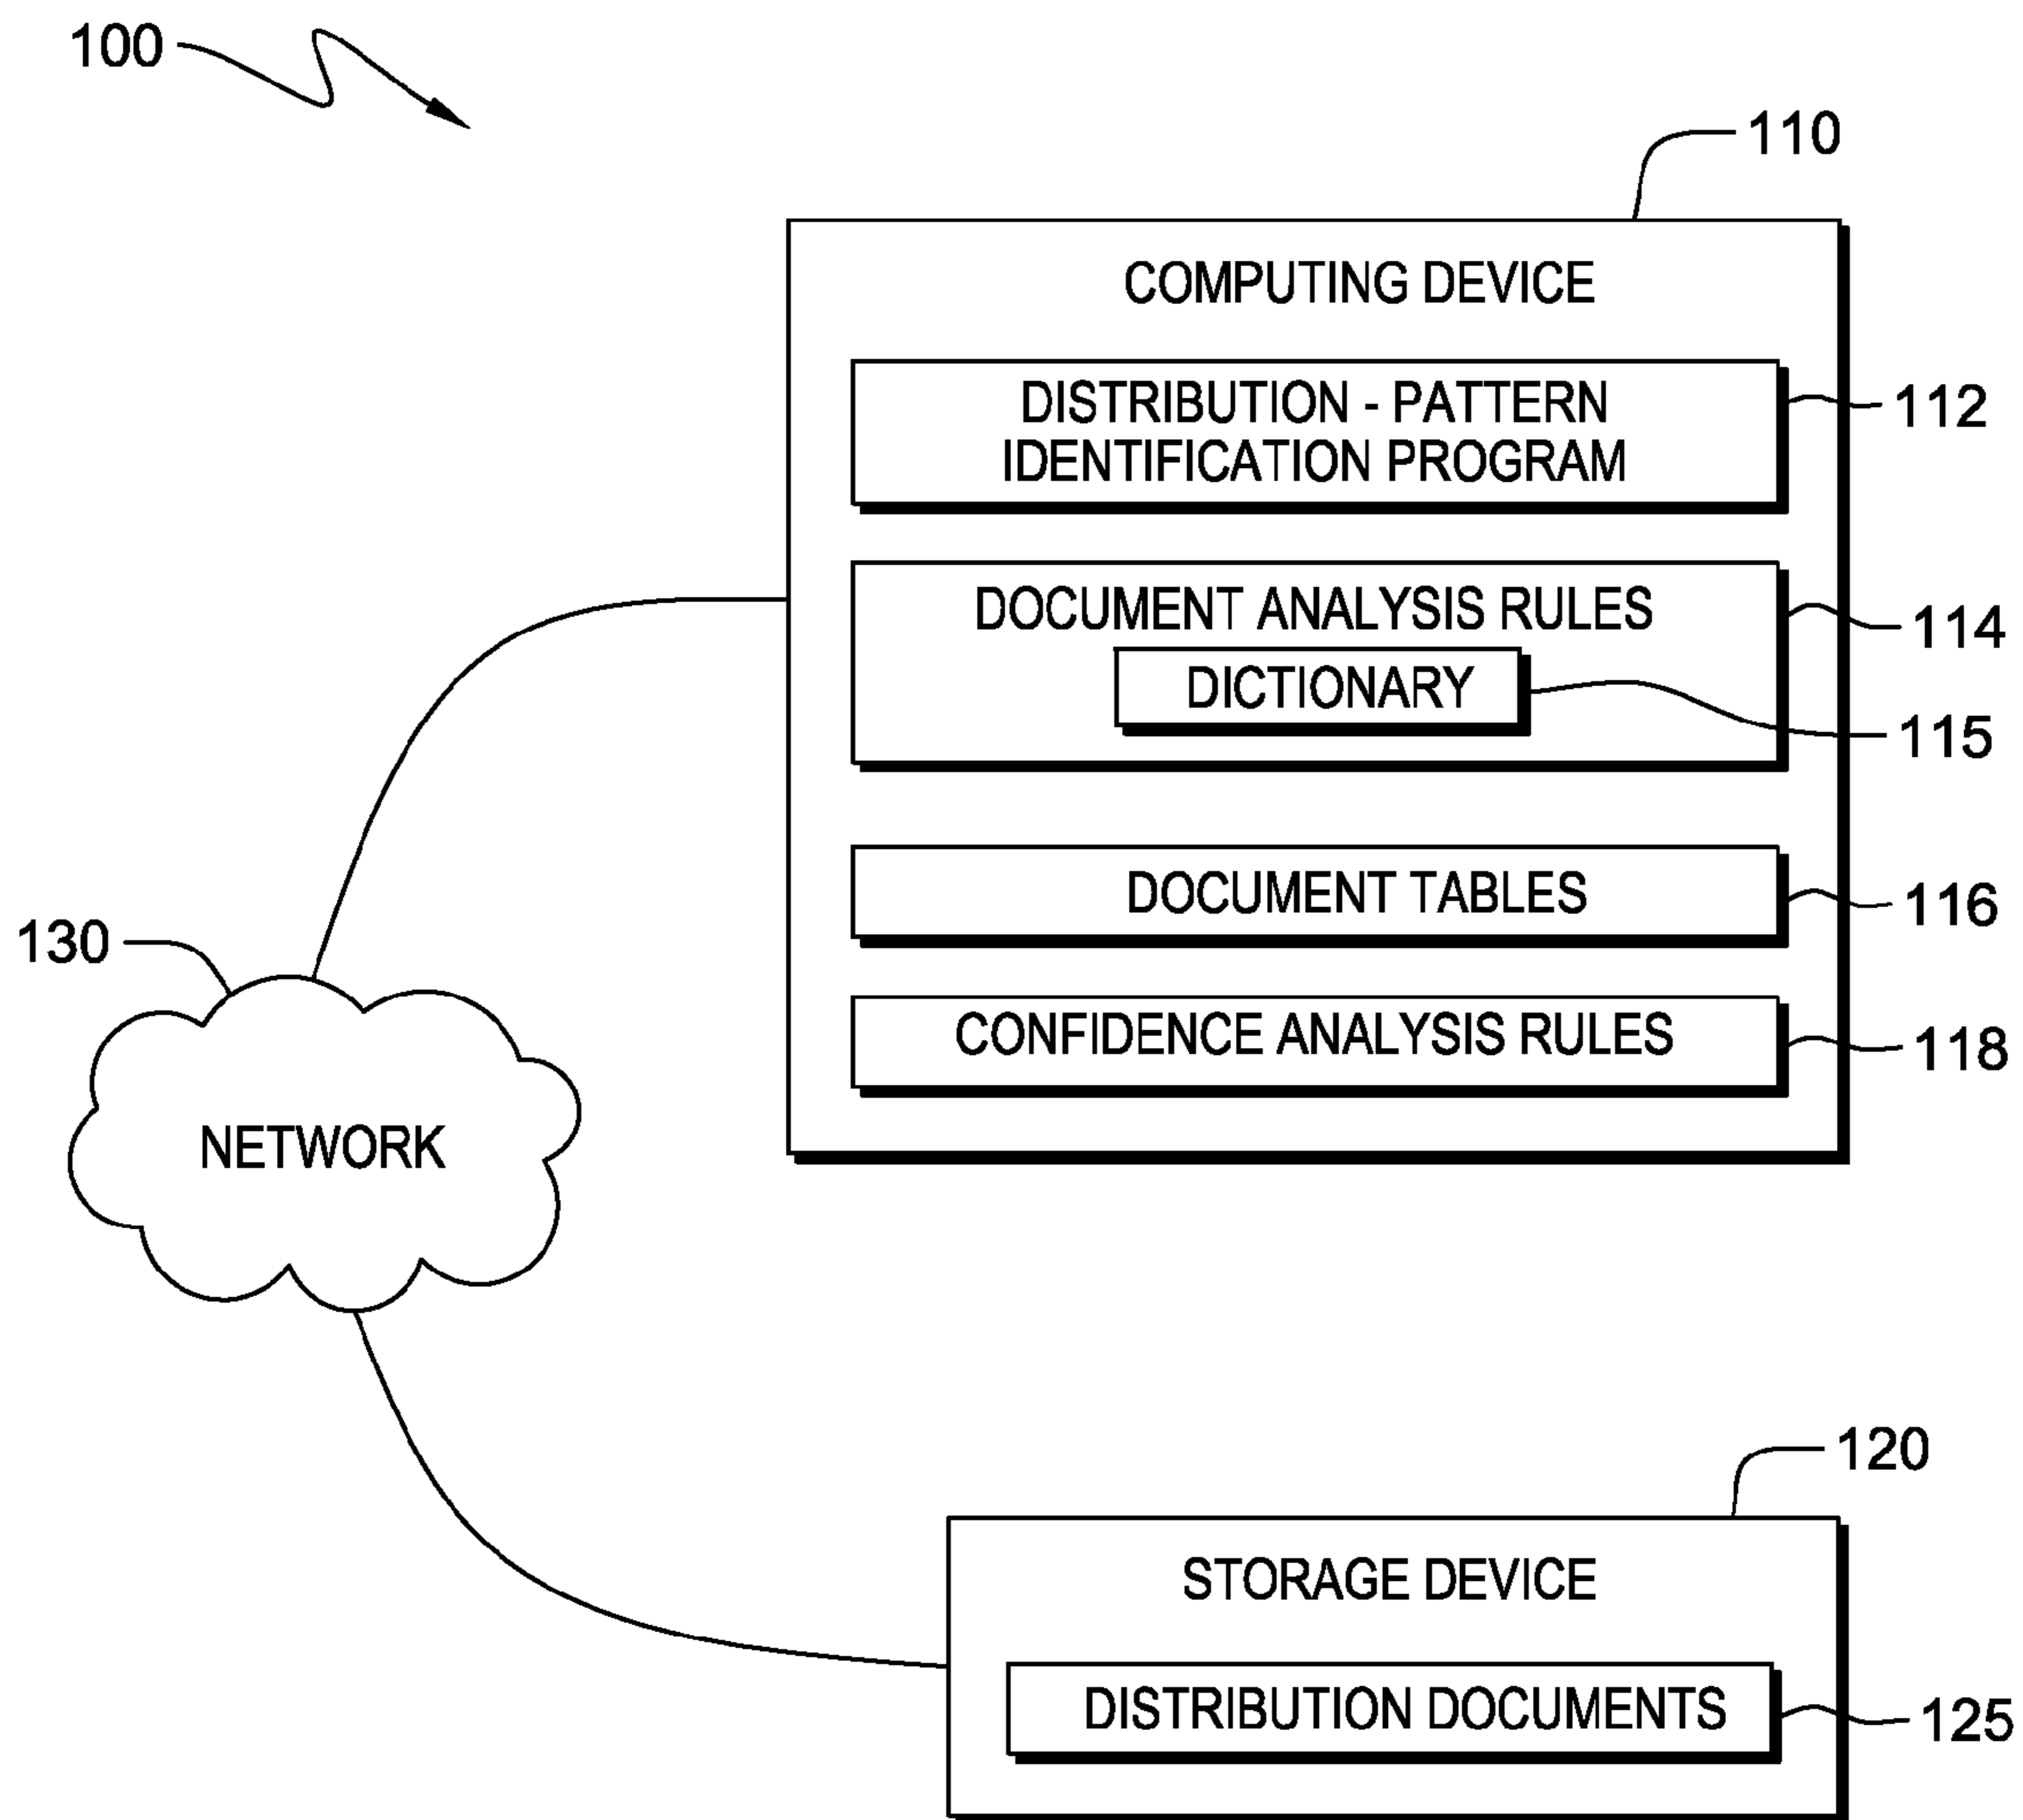 100
110
COMPUTING DEVICE
DISTRIBUTION - PATTERN
IDENTIFICATION PROGRAM
112
DOCUMENT ANALYSIS RULES
114
DICTIONARY
115
DOCUMENT TABLES
116
130
CONFIDENCE ANALYSIS RULES
118
NETWORK
120
STORAGE DEVICE
DISTRIBUTION DOCUMENTS
125